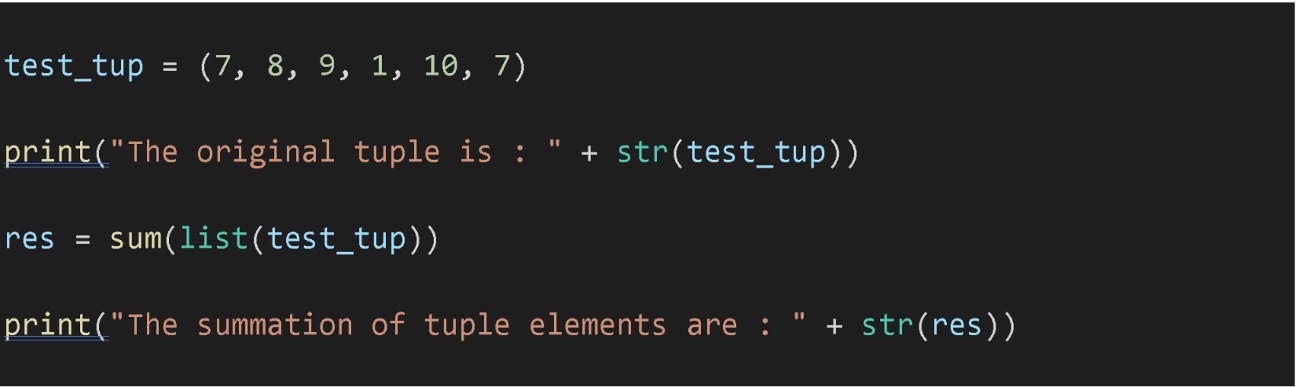 test_tup = (7, 8, 9, 1, 10, 7)
print("The original tuple is : " + str(test_tup))
res = sum(list(test_tup))
print("The summation of tuple elements are : " + str(res))